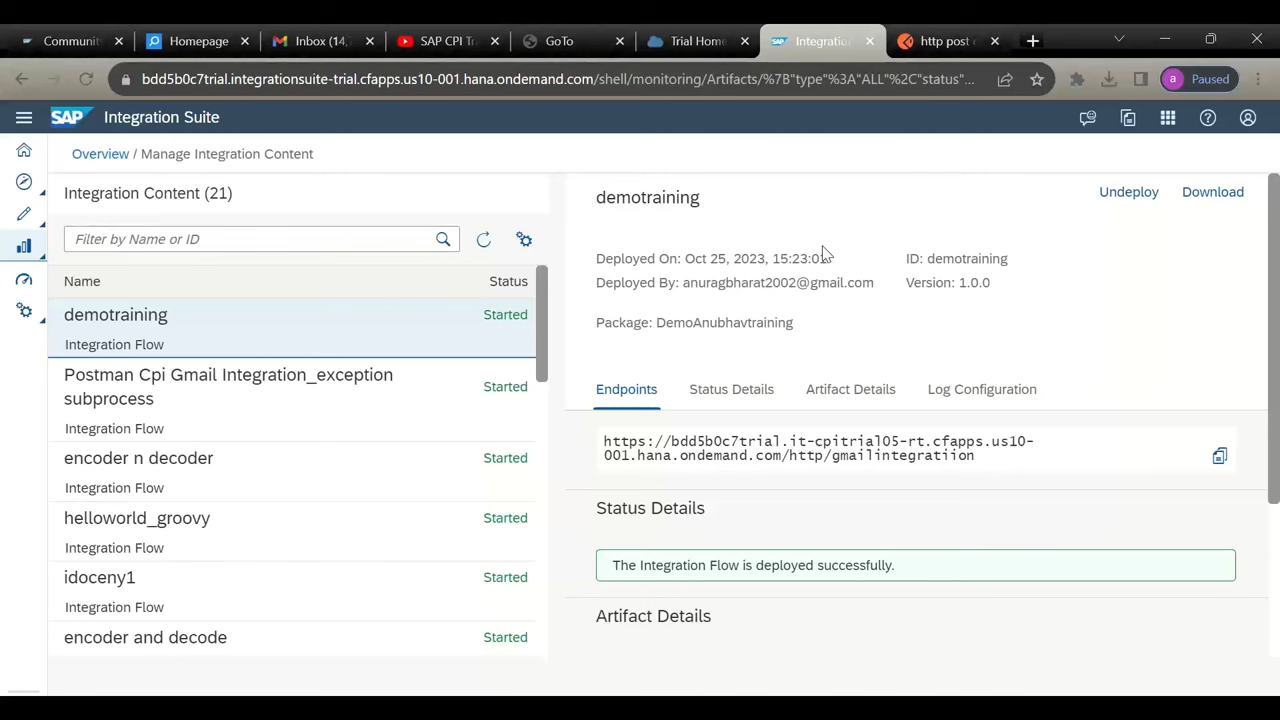 Communit
Homepage
Inbox (14,
SAP CPI Tr
GoTo
Trial Home
Integratio
http post
bdd5b0c7trial.integrationsuite-trial.cfapps.us10-001.hana.ondemand.com/shell/monitoring/Artifacts/%7B"type"%3A"ALL"%2C"status"...
a Paused
SAP Integration Suite
Overview / Manage Integration Content
Integration Content (21)
Filter by Name or ID
Name Status
demotraining Started
Integration Flow
Postman Cpi Gmail Integration_exception
subprocess
Started
Integration Flow
encoder n decoder Started
Integration Flow
helloworld_groovy Started
Integration Flow
idoceny1 Started
Integration Flow
encoder and decode Started
demotraining
Undeploy Download
Deployed On: Oct 25, 2023, ID: demotraining
Deployed By: anuragbharat2002@gmail.com Version: 1.0.0
Package: DemoAnubhavtraining
Endpoints Status Details Artifact Details Log Configuration
https://bdd5b0c7trial.it-cpitrial05-rt.cfapps.us10-
001.hana.ondemand.com/http/gmailintegratiion
Status Details
The Integration Flow is deployed successfully.
Artifact Details